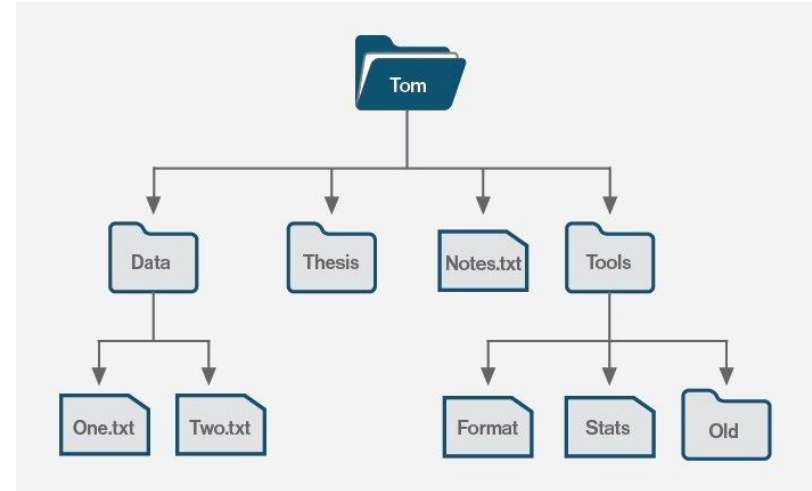 Tom
Data
Thesis
Notes.txt
Tools
One.txt
Two.txt
Format
Stats
Old